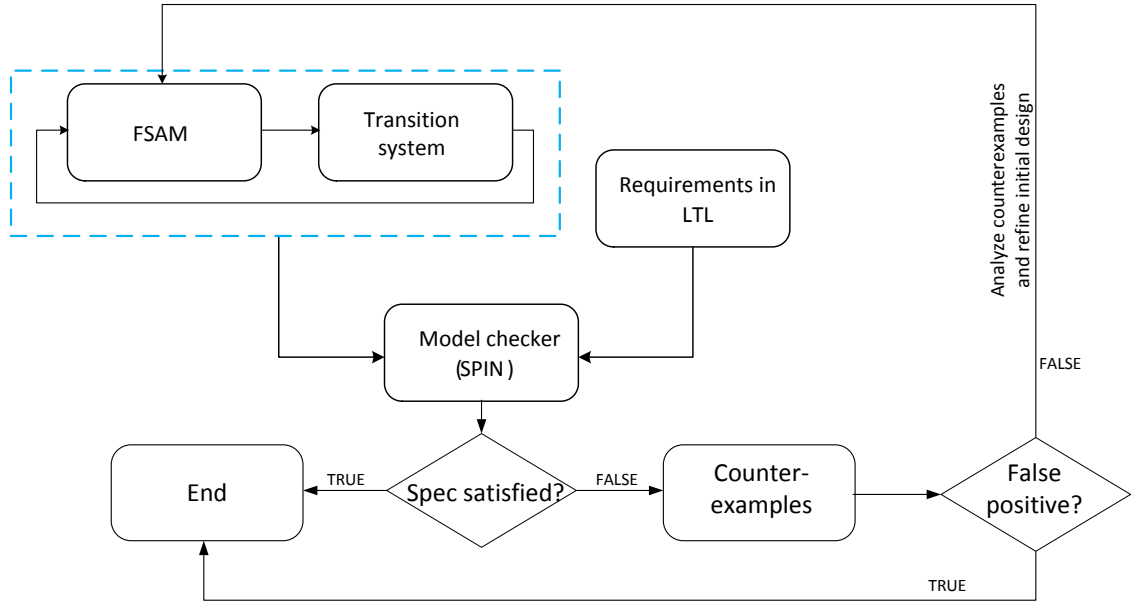 FSAM
Transition
system
Requirements in
LTL
Analyze counterexamples
and refine initial design
Model checker
(SPIN )
FALSE
End
TRUE
Spec satisfied?
FALSE
Counter-
examples
False
positive?
TRUE